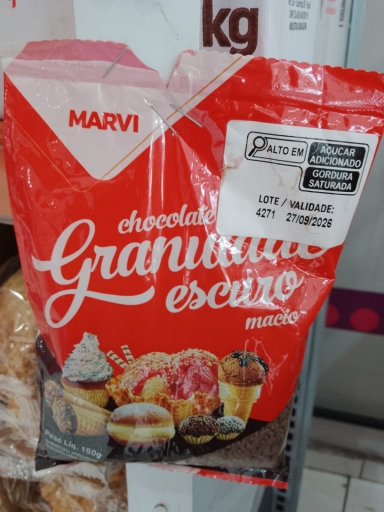 kg
MARVI
ALTO EM
AÇÚCAR
ADICIONADO
GORDURA
SATURADA
LOTE / VALIDADE:
4271 27/09/2026
chocolate
Granulado
escuro
macio
Peso Líq. 150g